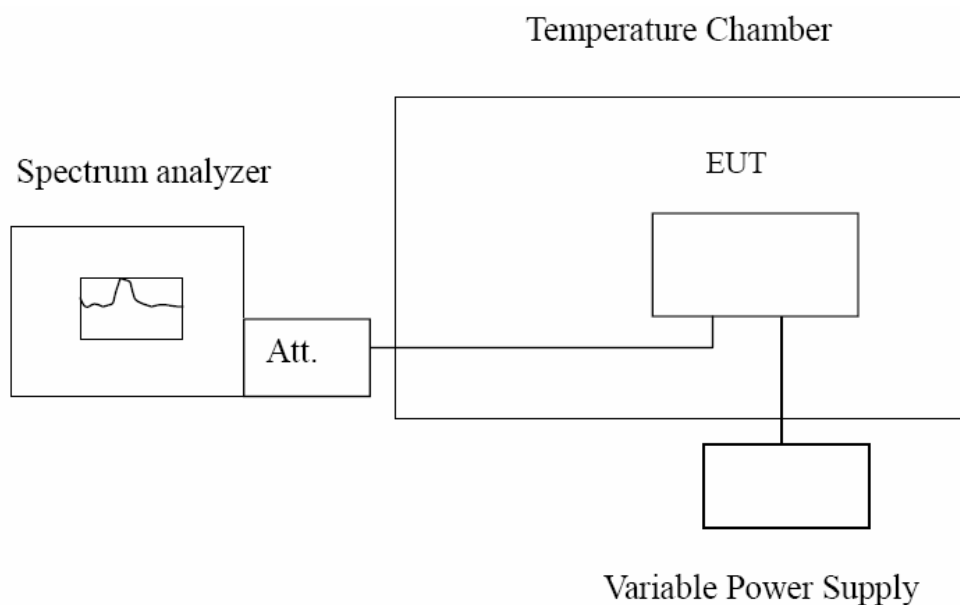 Temperature Chamber
Spectrum analyzer
EUT
Att.
Variable Power Supply